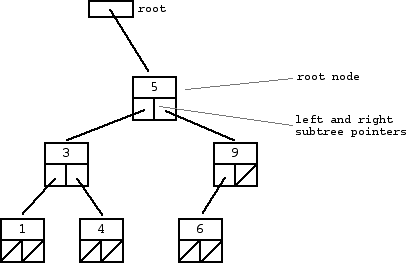 root
5
root node
left and right
subtree pointers
3
9
1
4
6